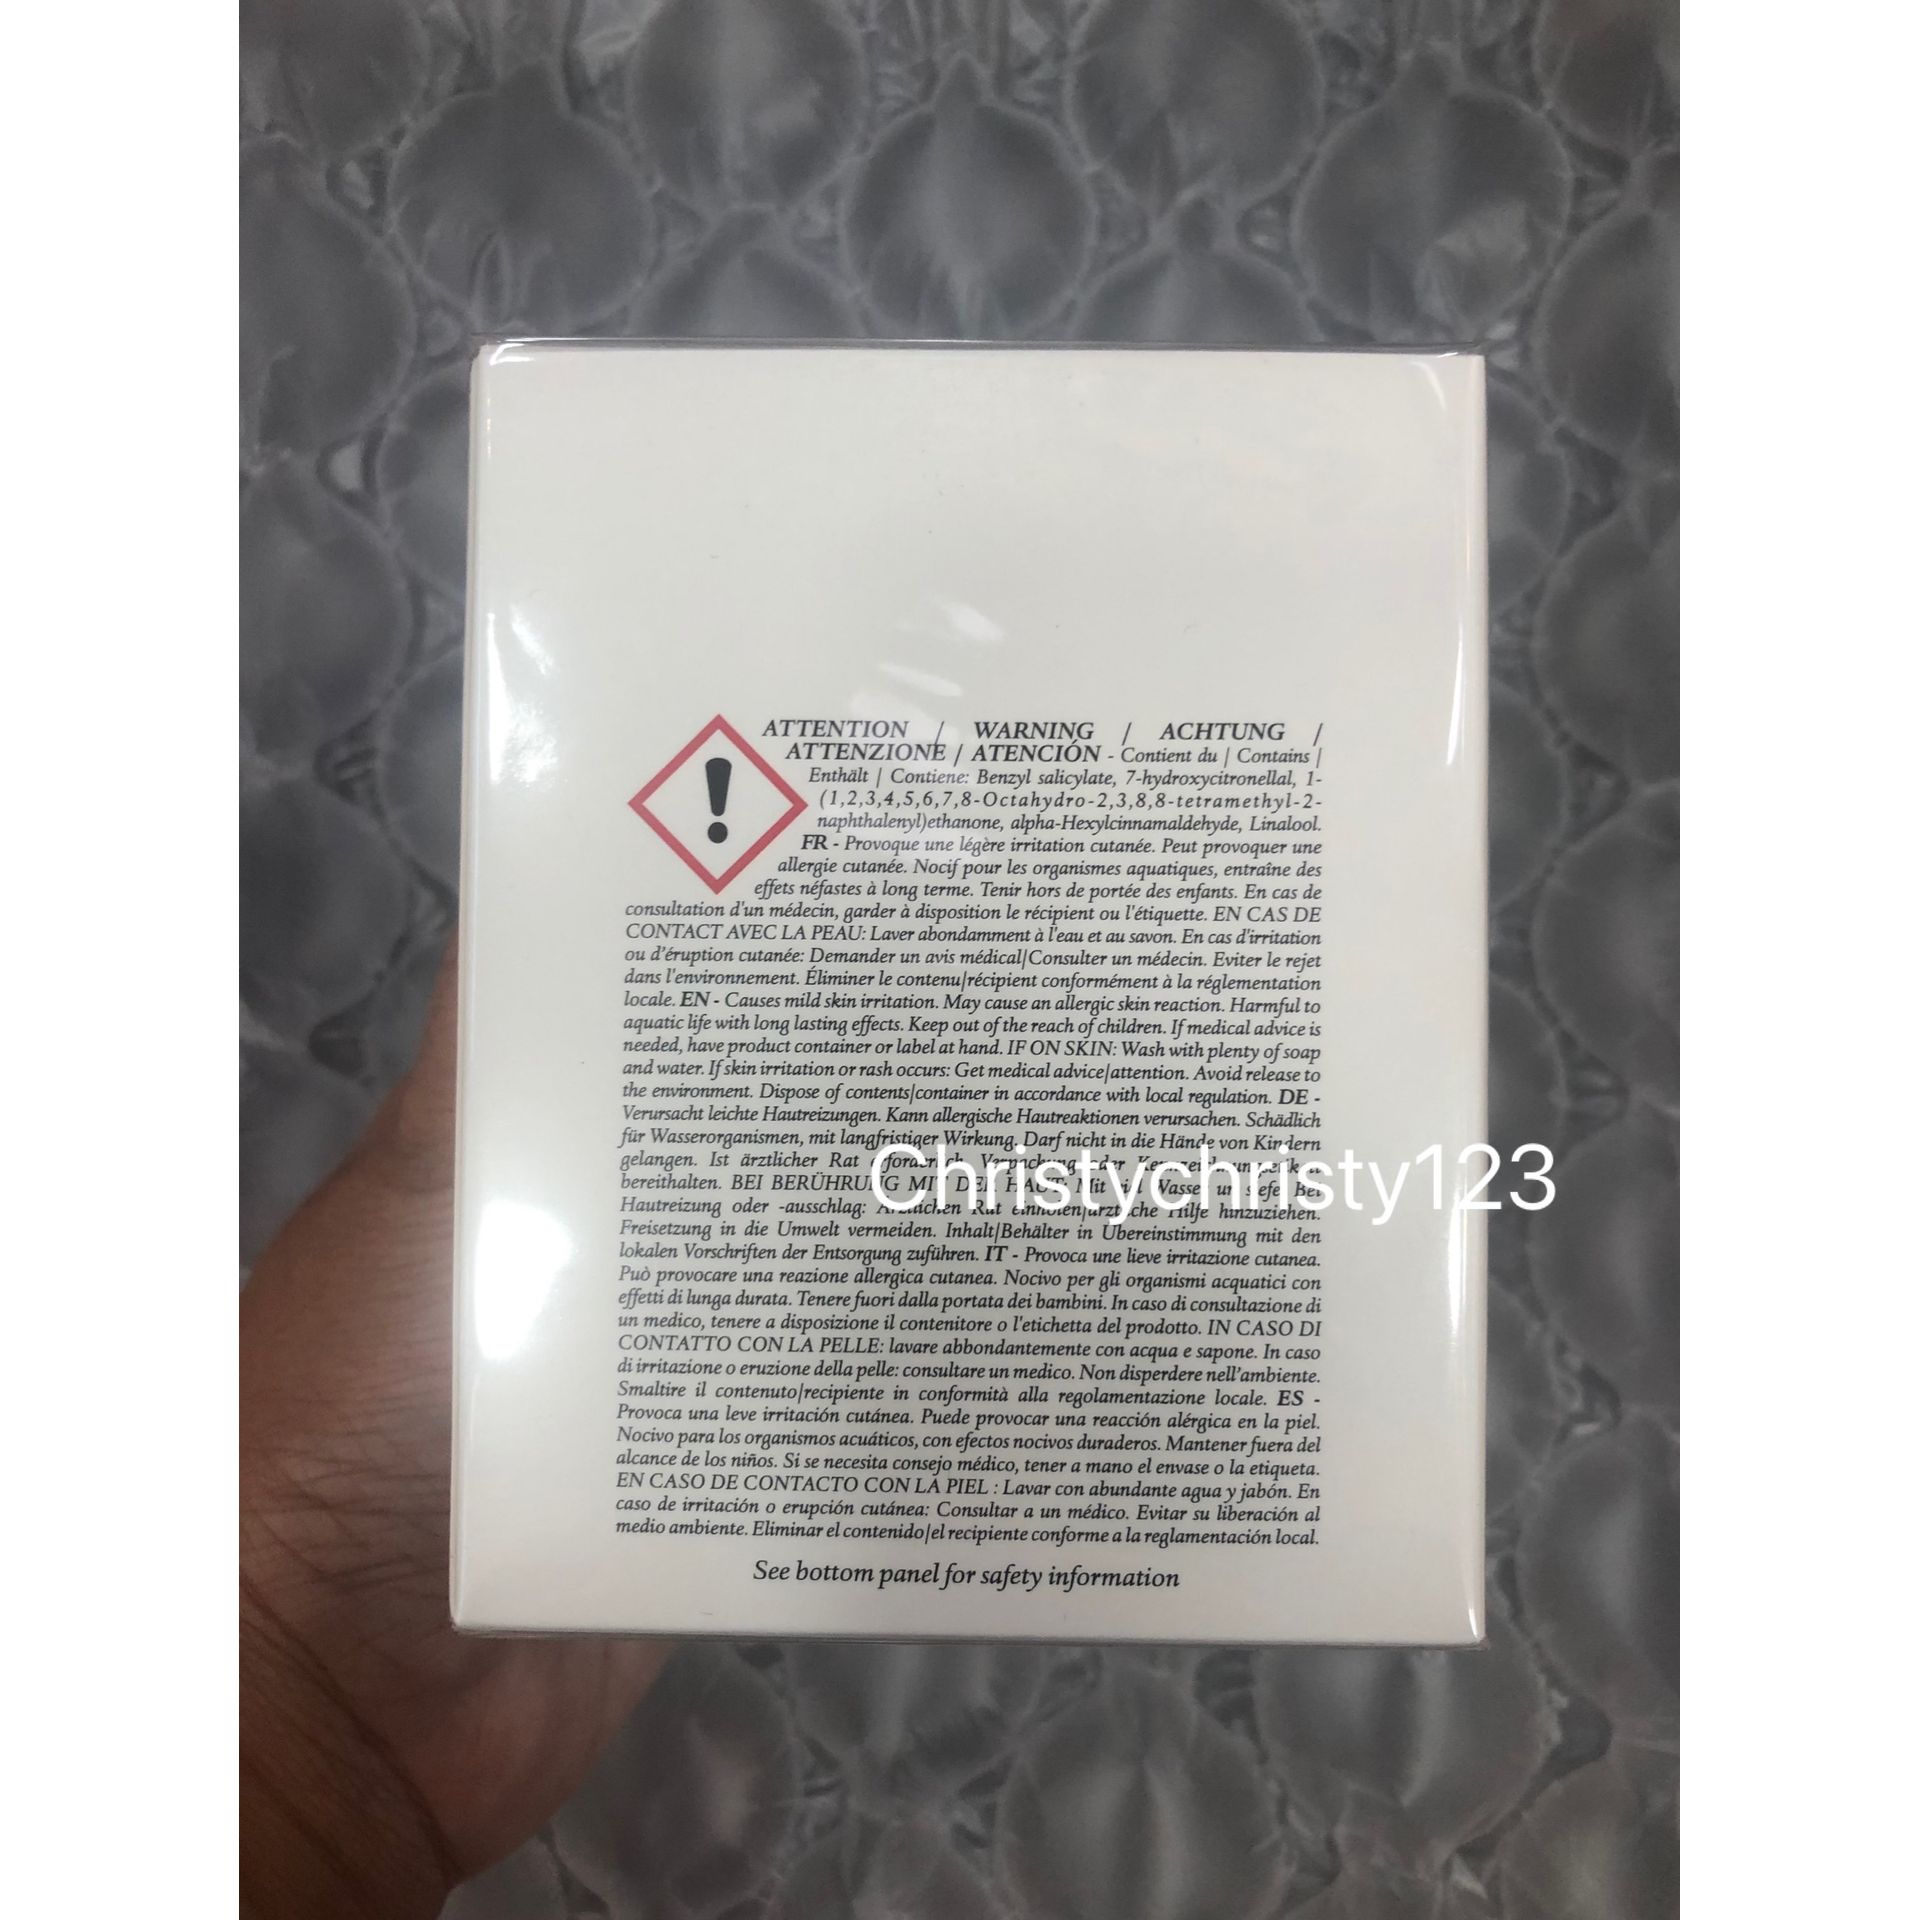 ATTENTION / WARNING / ACHTUNG /
ATTENZIONE / ATENCIÓN - Contient du | Contains |
Enthält | Contiene: Benzyl salicylate, 7-hydroxycitronellal, 1-
(1,2,3,4,5,6,7,8-Octahydro-2,3,8,8-tetramethyl-2-
naphthalenyl)ethanone, alpha-Hexylcinnamaldehyde, Linalool.
FR - Provoque une légère irritation cutanée. Peut provoquer une
allergie cutanée. Nocif pour les organismes aquatiques, entraîne des
effets néfastes à long terme. Tenir hors de portée des enfants. En cas de
consultation d'un médecin, garder à disposition le récipient ou l'étiquette. EN CAS DE
CONTACT AVEC LA PEAU: Laver abondamment à l'eau et au savon. En cas d'irritation
ou d'éruption cutanée: Demander un avis médical|Consulter un médecin. Eviter le rejet
dans l'environnement. Éliminer le contenu|récipient conformément à la réglementation
locale. EN - Causes mild skin irritation. May cause an allergic skin reaction. Harmful to
aquatic life with long lasting effects. Keep out of the reach of children. If medical advice is
needed, have product container or label at hand. IF ON SKIN: Wash with plenty of soap
and water. If skin irritation or rash occurs: Get medical advice|attention. Avoid release to
the environment. Dispose of contents|container in accordance with local regulation. DE -
Verursacht leichte Hautreizungen. Kann allergische Hautreaktionen verursachen. Schädlich
für Wasserorganismen, mit langfristiger Wirkung. Darf nicht in die Hände von Kindern
gelangen. Ist ärztlicher Rat erforderlich, Verpackung oder
Christychristy123
bereithalten. BEI BERÜHRUNG MIT DER HAUT: Mit viel Wasser Bei
Hautreizung oder -ausschlag: Ärztlichen Rat einholen|ärztliche Hilfe hinzuziehen.
Freisetzung in die Umwelt vermeiden. Inhalt|Behälter in Übereinstimmung mit den
lokalen Vorschriften der Entsorgung zuführen. IT - Provoca une lieve irritazione cutanea.
Può provocare una reazione allergica cutanea. Nocivo per gli organismi acquatici con
effetti di lunga durata. Tenere fuori dalla portata dei bambini. In caso di consultazione di
un medico, tenere a disposizione il contenitore o l'etichetta del prodotto. IN CASO DI
CONTATTO CON LA PELLE: lavare abbondantemente con acqua e sapone. In caso
di irritazione o eruzione della pelle: consultare un medico. Non disperdere nell'ambiente.
Smaltire il contenuto|recipiente in conformità alla regolamentazione locale. ES -
Provoca una leve irritación cutánea. Puede provocar una reacción alérgica en la piel.
Nocivo para los organismos acuáticos, con efectos nocivos duraderos. Mantener fuera del
alcance de los niños. Si se necesita consejo médico, tener a mano el envase o la etiqueta.
EN CASO DE CONTACTO CON LA PIEL : Lavar con abundante agua y jabón. En
caso de irritación o erupción cutánea: Consultar a un médico. Evitar su liberación al
medio ambiente. Eliminar el contenido|el recipiente conforme a la reglamentación local.
See bottom panel for safety information